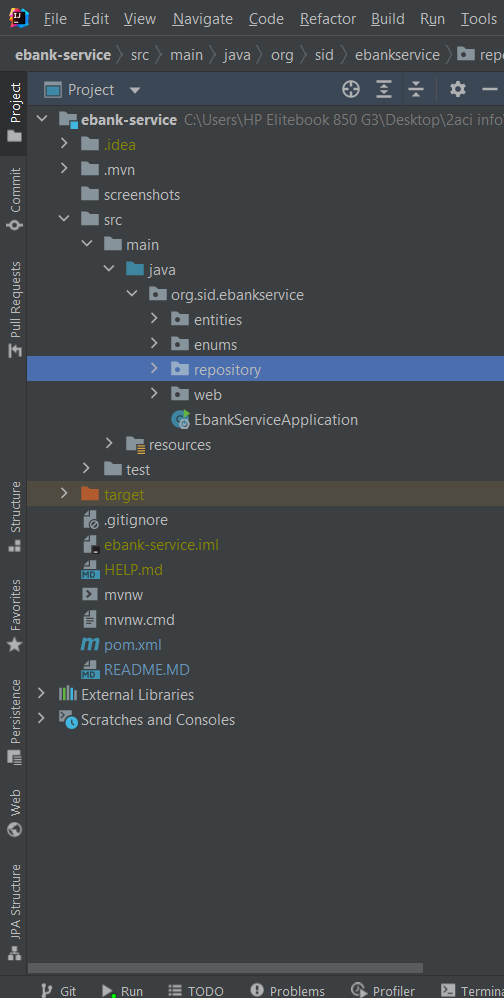 File Edit View Navigate Code Refactor Build Run Tools
ebank-service src main java org sid ebankservice
Project
Project
ebank-service C:\Users\HP Elitebook 850 G3\Desktop\2aci info
.idea
.mvn
screenshots
src
main
java
org.sid.ebankservice
entities
enums
repository
web
EbankServiceApplication
resources
test
target
.gitignore
ebank-service.iml
HELP.md
mvnw
mvnw.cmd
pom.xml
README.MD
External Libraries
Scratches and Consoles
Commit
Pull Requests
Structure
Favorites
Persistence
Web
JPA Structure
Git Run TODO Problems Profiler